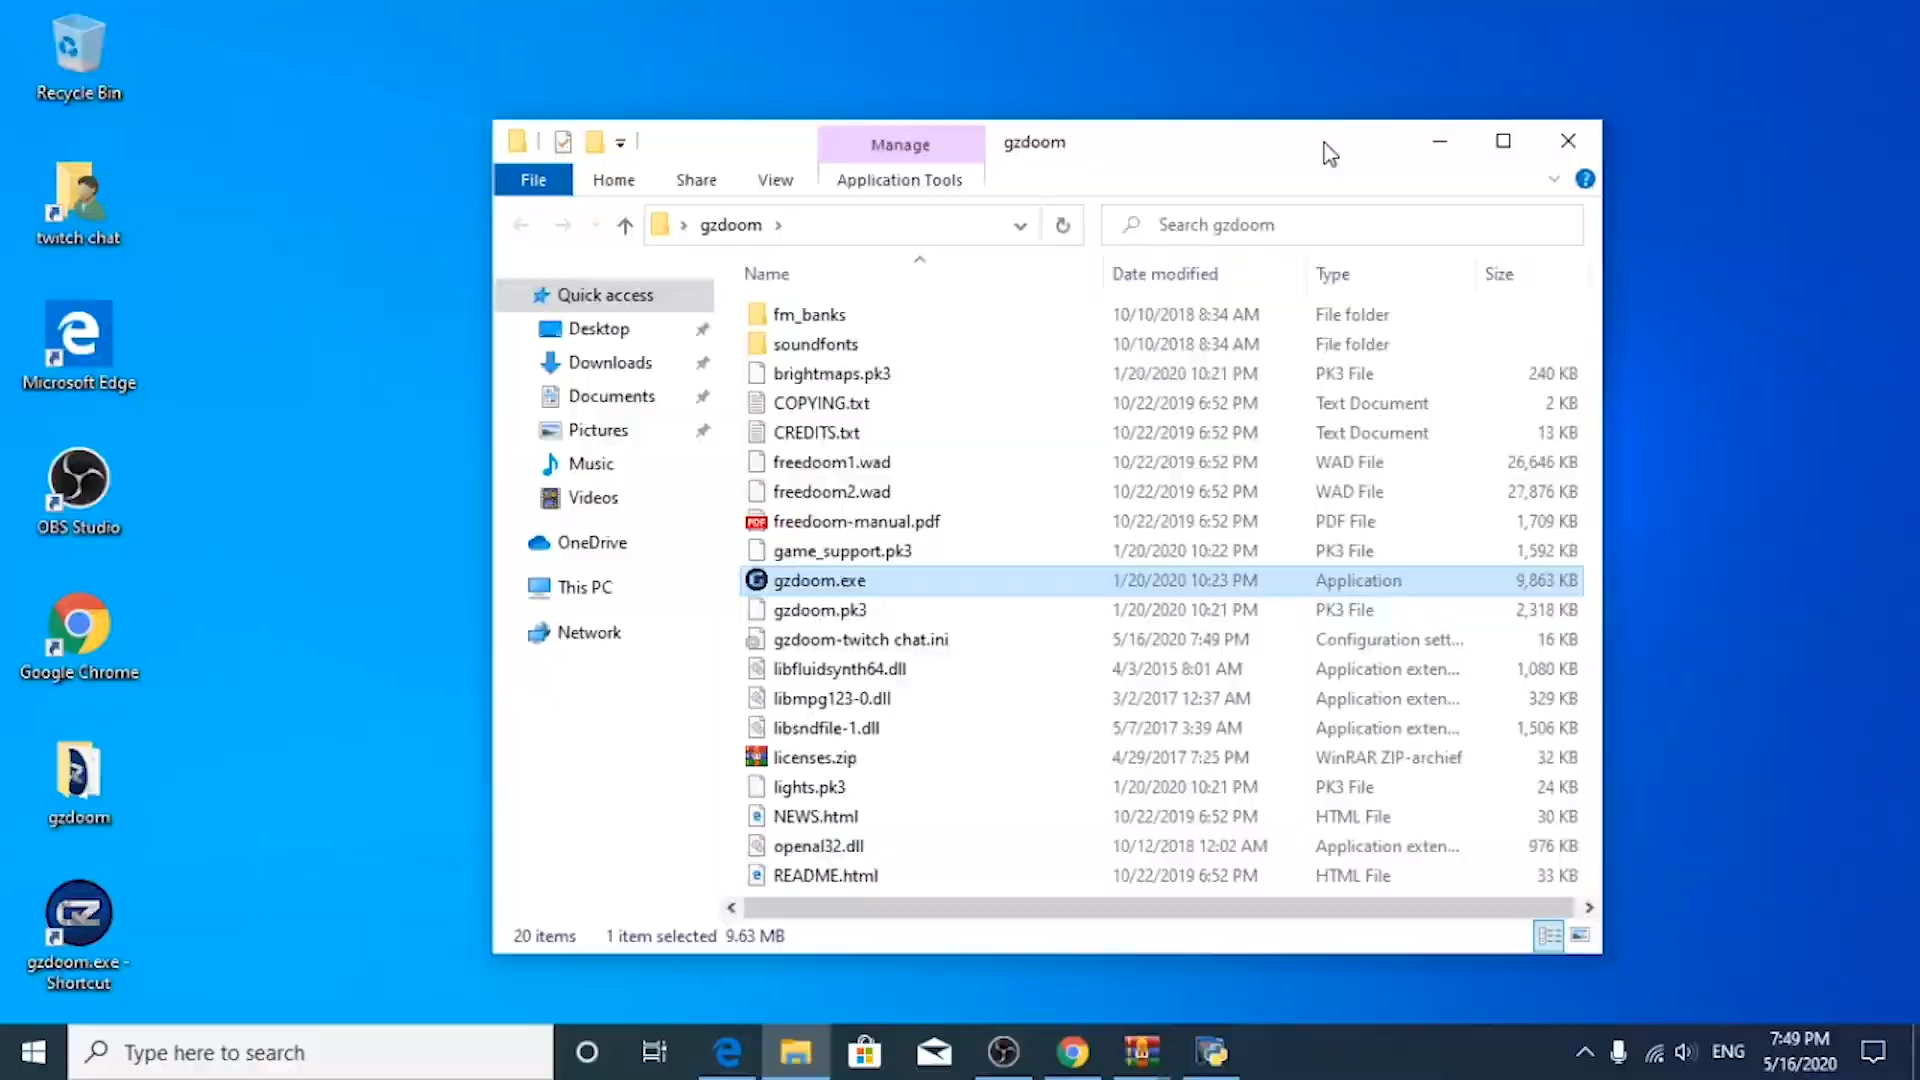 Recycle Bin
twitch chat
Microsoft Edge
OBS Studio
Google Chrome
gzdoom
gzdoom.exe -
Shortcut
Manage
gzdoom
File
Home
Share
View
Application Tools
gzdoom
Search gzdoom
Quick access
Desktop
Downloads
Documents
Pictures
Music
Videos
OneDrive
This PC
Network
Name Date modified Type Size
fm_banks 10/10/2018 8:34 AM File folder
soundfonts 10/10/2018 8:34 AM File folder
brightmaps.pk3 1/20/2020 10:21 PM PK3 File 240 KB
COPYING.txt 10/22/2019 6:52 PM Text Document 2 KB
CREDITS.txt 10/22/2019 6:52 PM Text Document 13 KB
freedoom1.wad 10/22/2019 6:52 PM WAD File 26,646 KB
freedoom2.wad 10/22/2019 6:52 PM WAD File 27,876 KB
PDF freedoom-manual.pdf 10/22/2019 6:52 PM PDF File 1,709 KB
game_support.pk3 1/20/2020 10:22 PM PK3 File 1,592 KB
gzdoom.exe 1/20/2020 10:23 PM Application 9,863 KB
gzdoom.pk3 1/20/2020 10:21 PM PK3 File 2,318 KB
gzdoom-twitch chat.ini 5/16/2020 7:49 PM Configuration sett... 16 KB
libfluidsynth64.dll 4/3/2015 8:01 AM Application exten... 1,080 KB
libmpg123-0.dll 3/2/2017 12:37 AM Application exten... 329 KB
libsndfile-1.dll 5/7/2017 3:39 AM Application exten... 1,506 KB
licenses.zip 4/29/2017 7:25 PM WinRAR ZIP-archief 32 KB
lights.pk3 1/20/2020 10:21 PM PK3 File 24 KB
NEWS.html 10/22/2019 6:52 PM HTML File 30 KB
openal32.dll 10/12/2018 12:02 AM Application exten... 976 KB
README.html 10/22/2019 6:52 PM HTML File 33 KB
20 items 1 item selected 9.63 MB
Type here to search
ENG
7:49 PM
5/16/2020